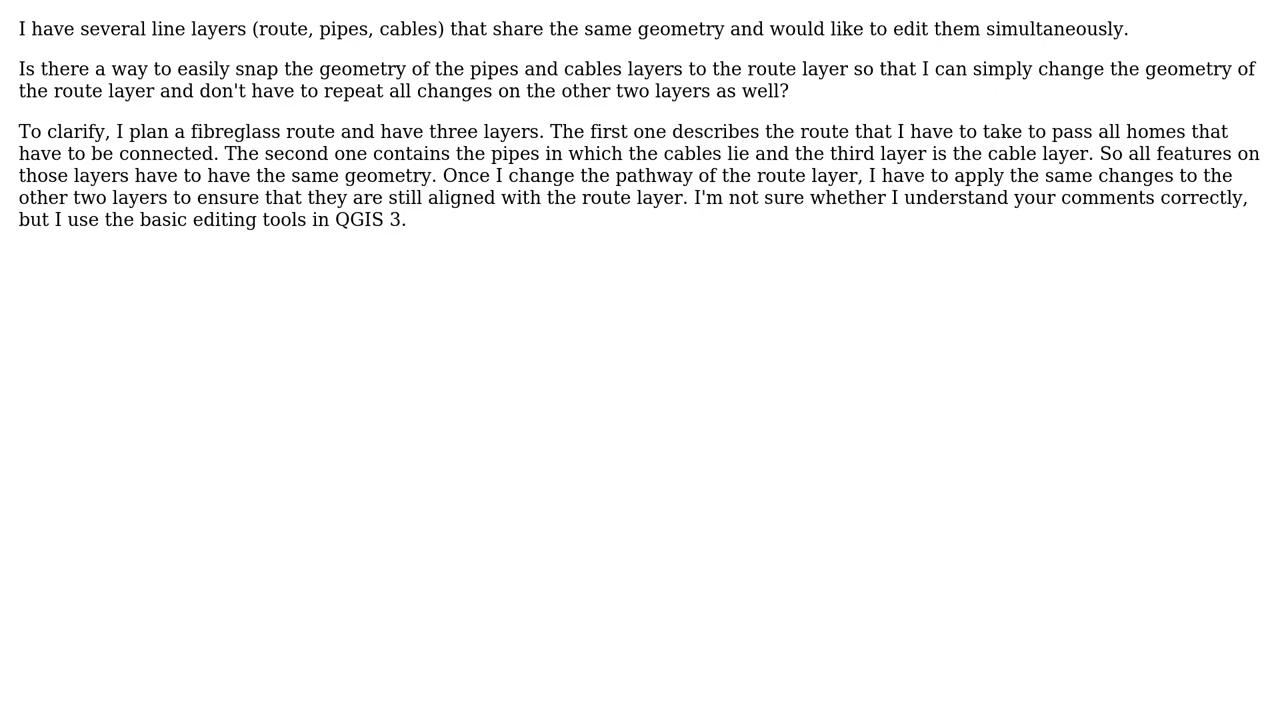 I have several line layers (route, pipes, cables) that share the same geometry and would like to edit them simultaneously.
Is there a way to easily snap the geometry of the pipes and cables layers to the route layer so that I can simply change the geometry of
the route layer and don't have to repeat all changes on the other two layers as well?
To clarify, I plan a fibreglass route and have three layers. The first one describes the route that I have to take to pass all homes that
have to be connected. The second one contains the pipes in which the cables lie and the third layer is the cable layer. So all features on
those layers have to have the same geometry. Once I change the pathway of the route layer, I have to apply the same changes to the
other two layers to ensure that they are still aligned with the route layer. I'm not sure whether I understand your comments correctly,
but I use the basic editing tools in QGIS 3.